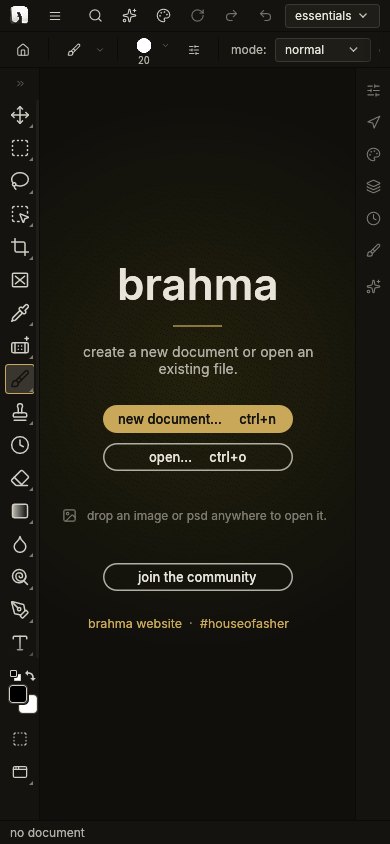 essentials
20
mode:
normal
brahma
create a new document or open an
existing file.
new document... ctrl+n
open... ctrl+o
drop an image or psd anywhere to open it.
join the community
brahma website · #houseofasher
no document